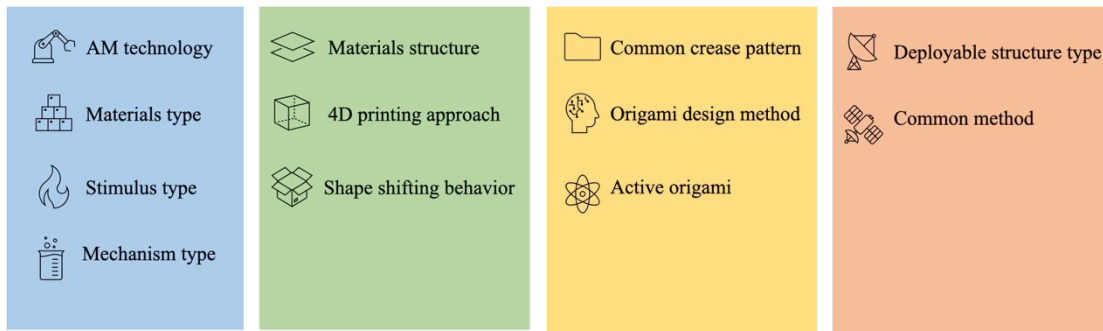 AM technology
Materials type
Stimulus type
Mechanism type
Materials structure
4D printing approach
Shape shifting behavior
Common crease pattern
Origami design method
Active origami
Deployable structure type
Common method